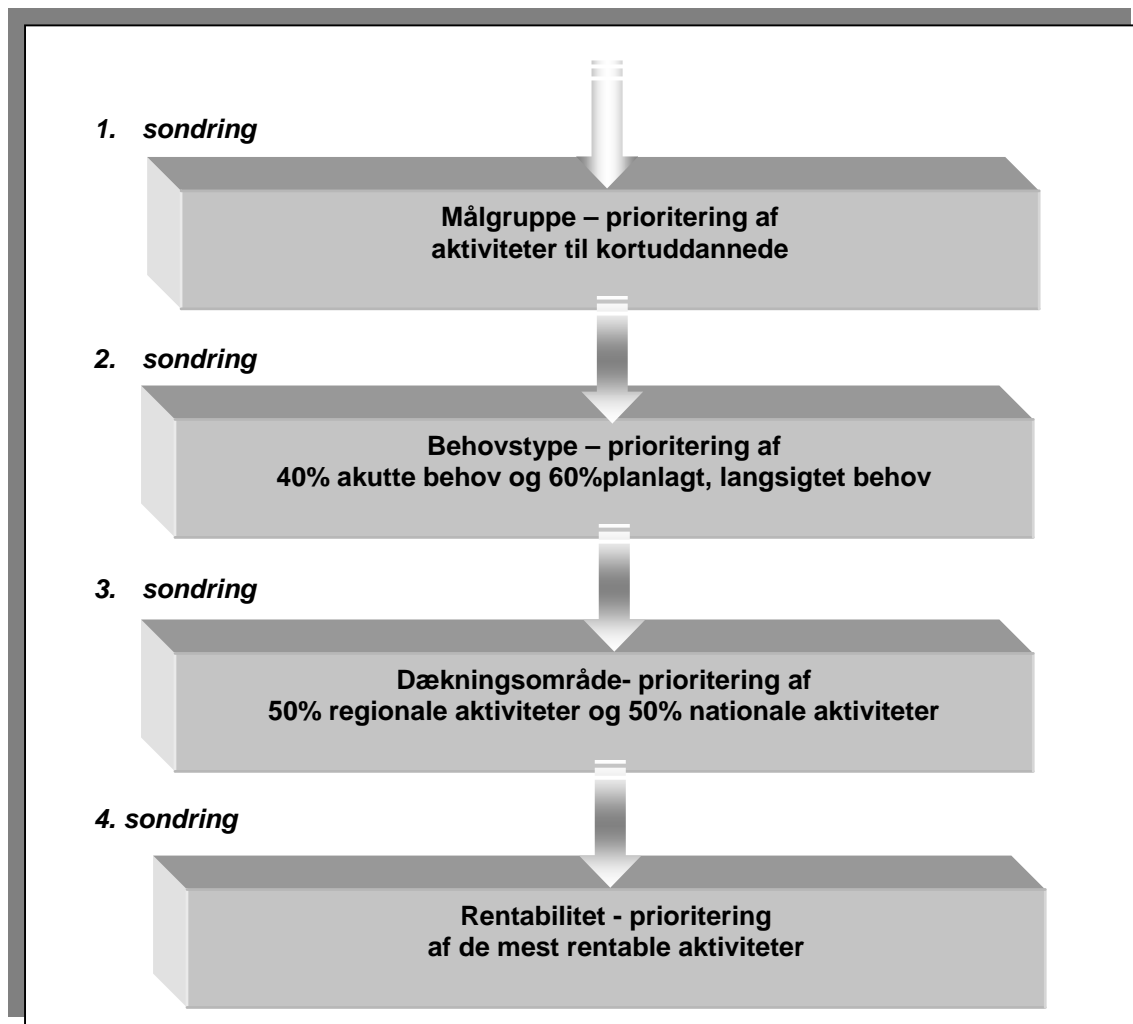 1. sondring
Målgruppe – prioritering af
aktiviteter til kortuddannede
2. sondring
Behovstype – prioritering af
40% akutte behov og 60%planlagt, langsigtet behov
3. sondring
Dækningsområde- prioritering af
50% regionale aktiviteter og 50% nationale aktiviteter
4. sondring
Rentabilitet - prioritering
af de mest rentable aktiviteter